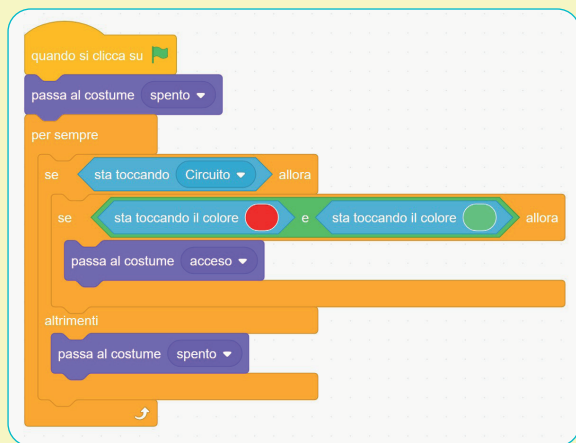 quando si clicca su
passa al costume spento
per sempre
se sta toccando Circuito allora
se sta toccando il colore e sta toccando il colore allora
passa al costume acceso
altrimenti
passa al costume spento